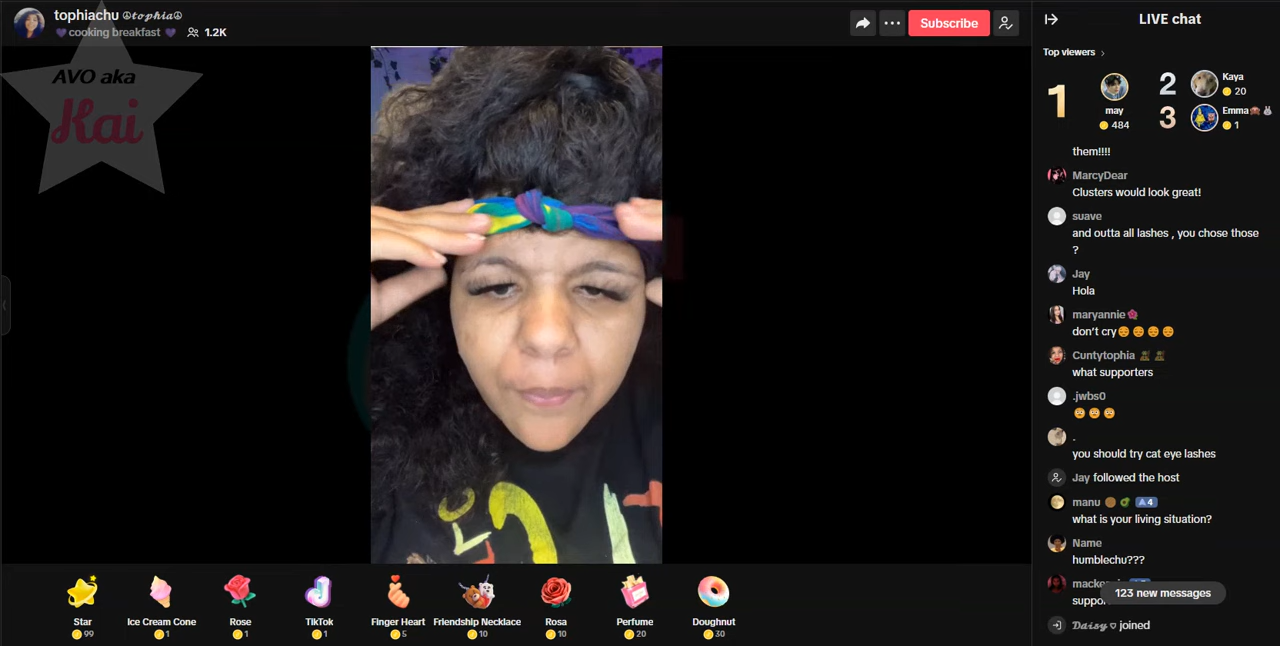 tophiachu ☮𝓽𝓸𝓹𝓱𝓲𝓪☮
💜cooking breakfast 💜 1.2K
Subscribe
AVO aka
Kai
LIVE chat
Top viewers
1
may
484
2
Kaya
20
3
Emma
1
them!!!!
MarcyDear
Clusters would look great!
suave
and outta all lashes , you chose those
?
Jay
Hola
maryannie🌺
don't cry
Cuntytophia
what supporters
.jwbs0
.
you should try cat eye lashes
Jay followed the host
manu 4
what is your living situation?
Name
humblechu???
123 new messages
𝓓𝓪𝓲𝓼𝔂 ♡ joined
Star
99
Ice Cream Cone
1
Rose
1
TikTok
1
Finger Heart
5
Friendship Necklace
10
Rosa
10
Perfume
20
Doughnut
30